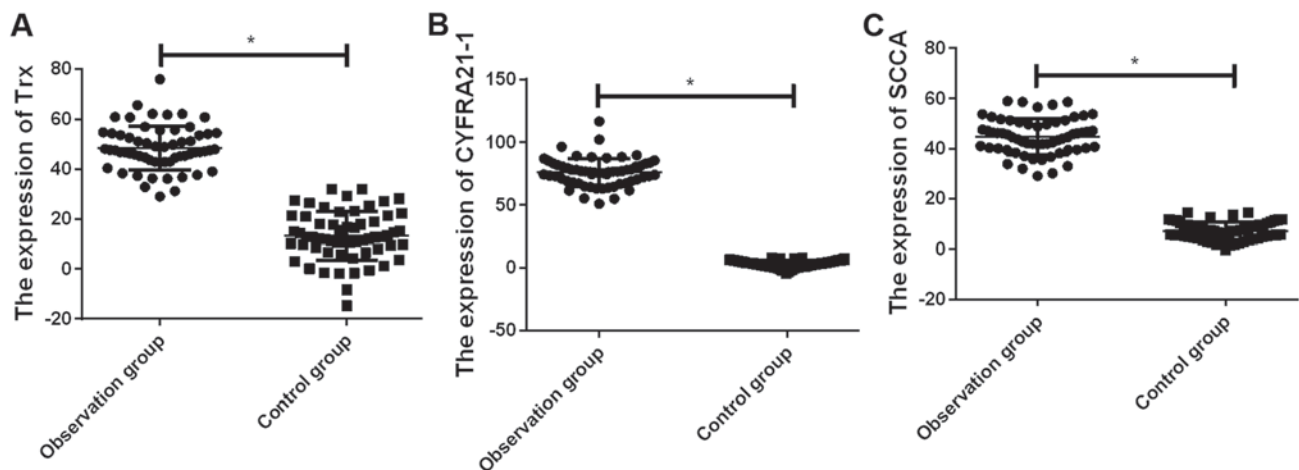 A
The expression of Trx
80
60
40
20
0
-20
*
Observation group
Control group
B
The expression of CYFRA21-1
150
100
50
0
-50
*
Observation group
Control group
C
The expression of SCCA
80
60
40
20
0
-20
*
Observation group
Control group